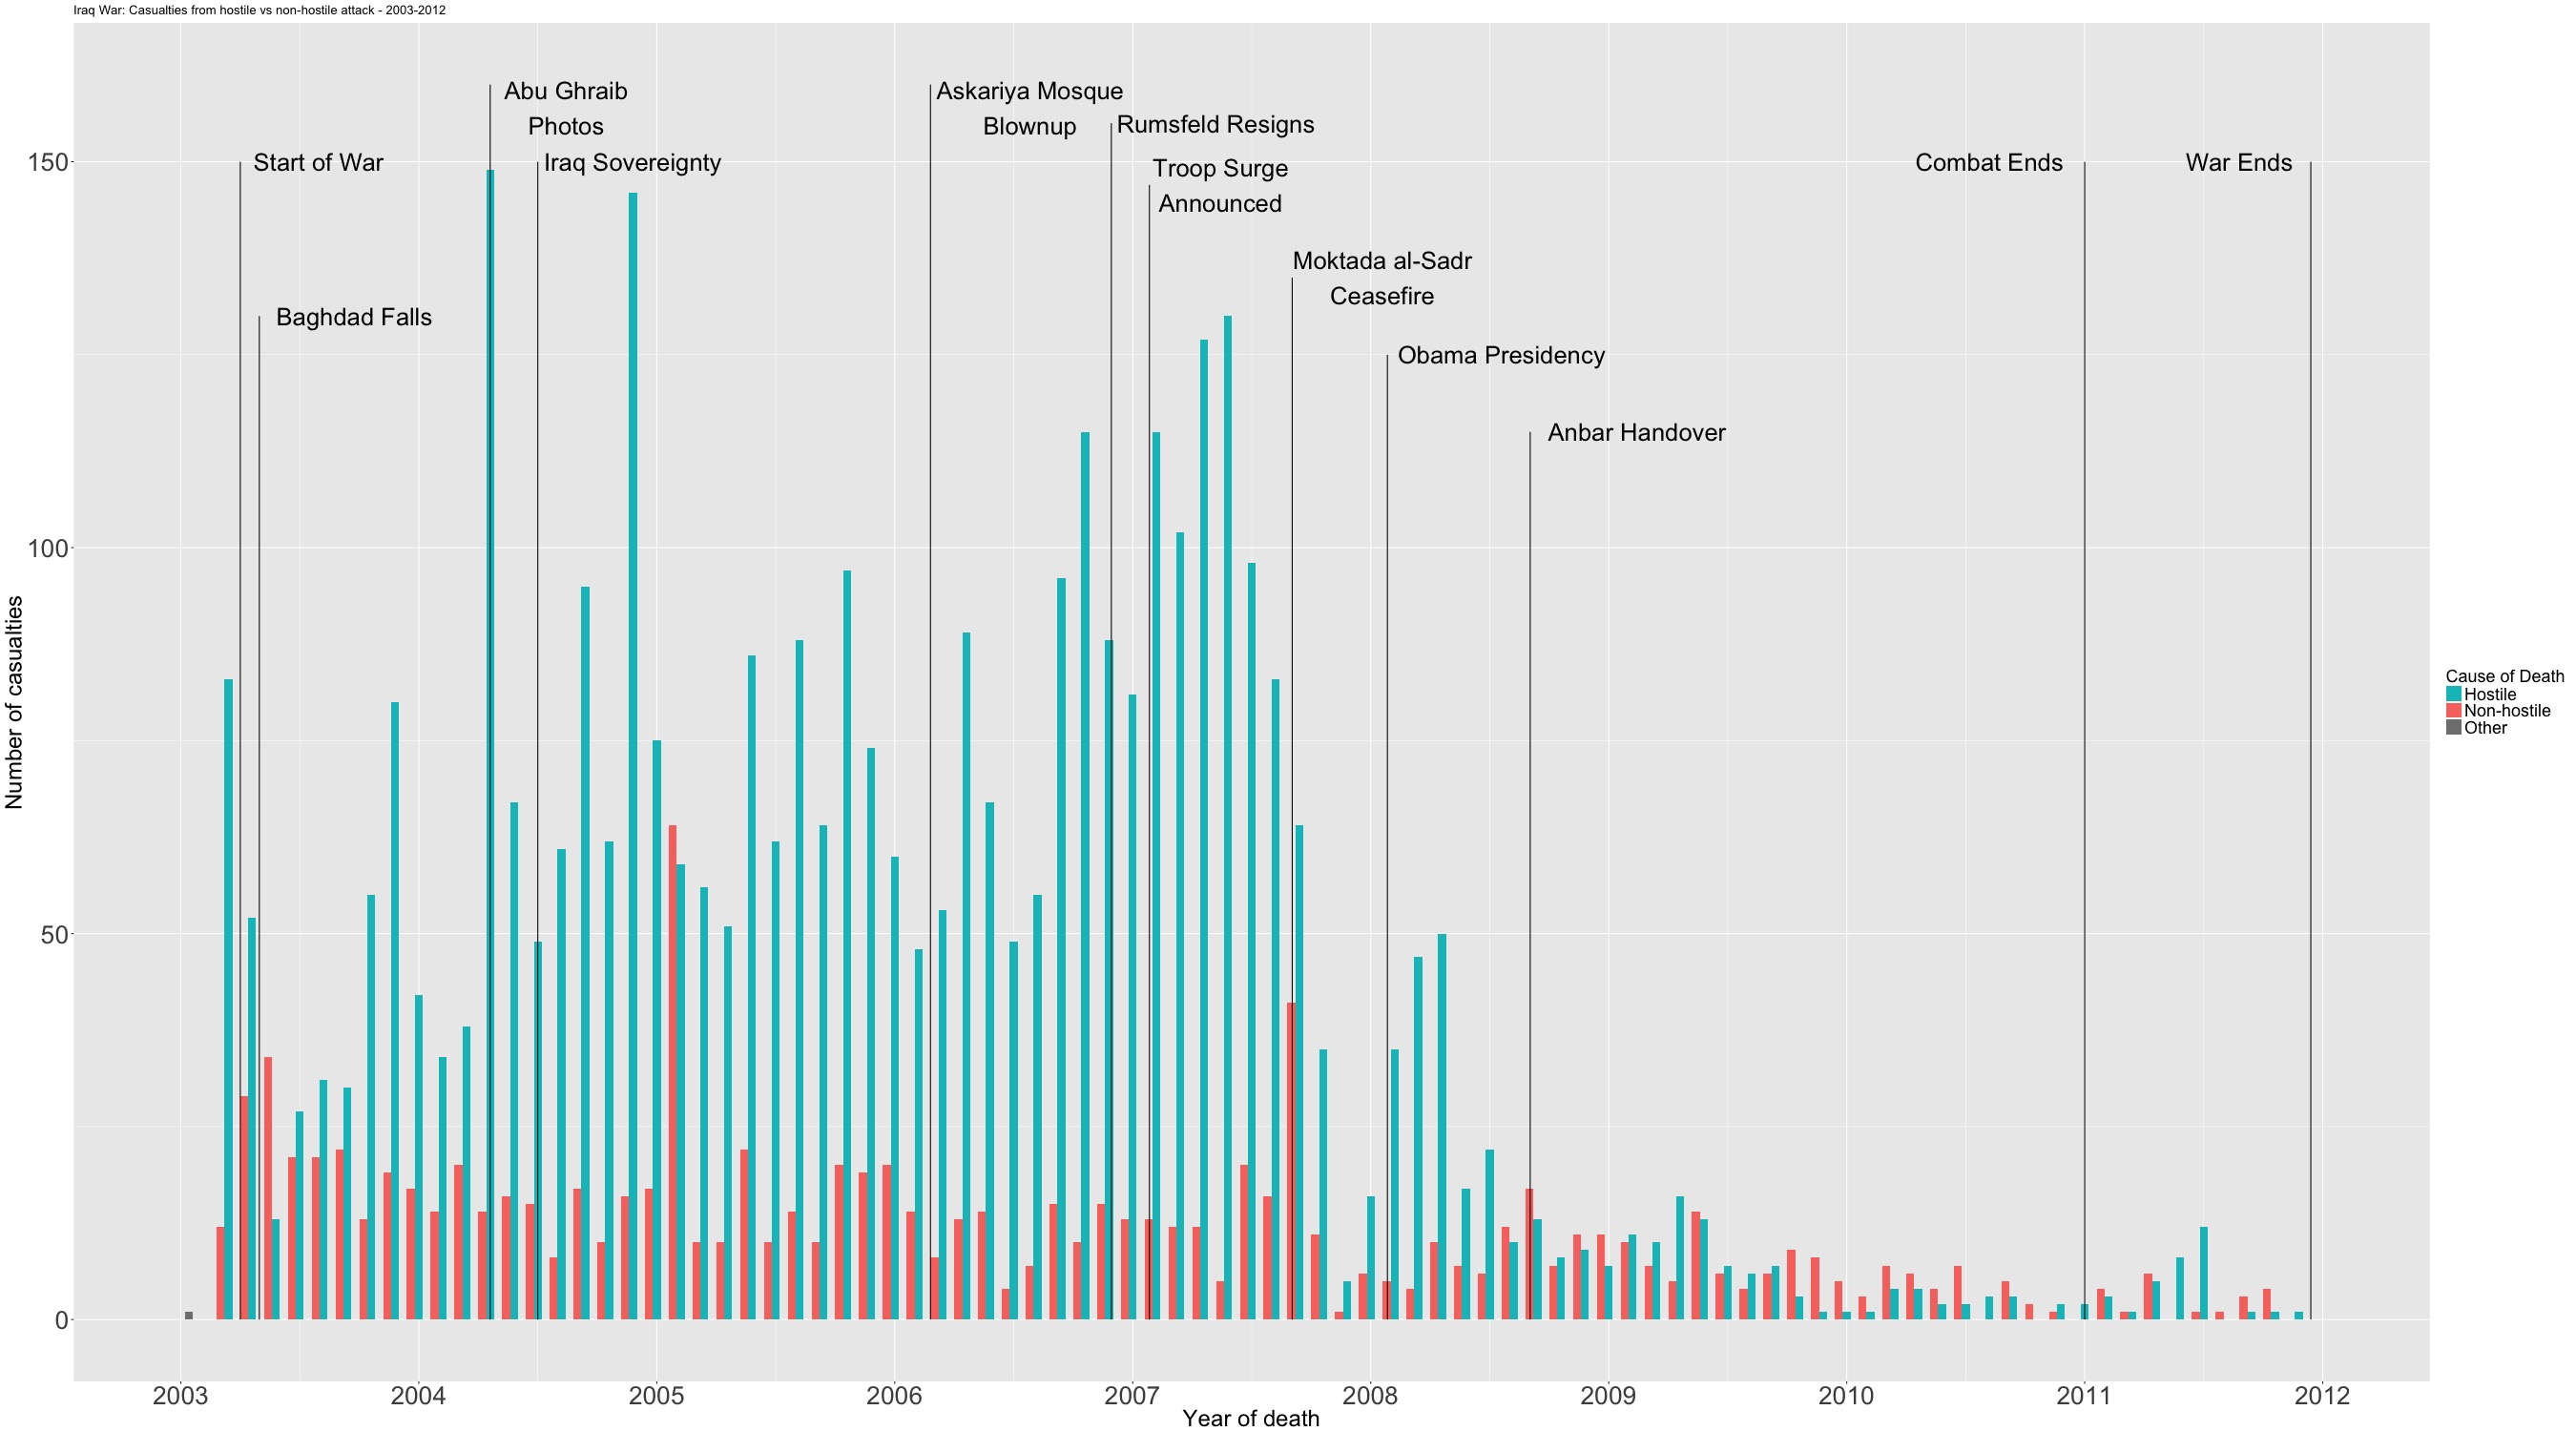 Iraq War: Casualties from hostile vs non-hostile attack - 2003-2012
Abu Ghraib
Photos
Askariya Mosque
Blownup
Rumsfeld Resigns
Start of War
Iraq Sovereignty
Troop Surge
Announced
Combat Ends
War Ends
Moktada al-Sadr
Ceasefire
Baghdad Falls
Obama Presidency
Anbar Handover
150
100
50
0
Number of casualties
Cause of Death
Hostile
Non-hostile
Other
2003 2004 2005 2006 2007 2008 2009 2010 2011 2012
Year of death